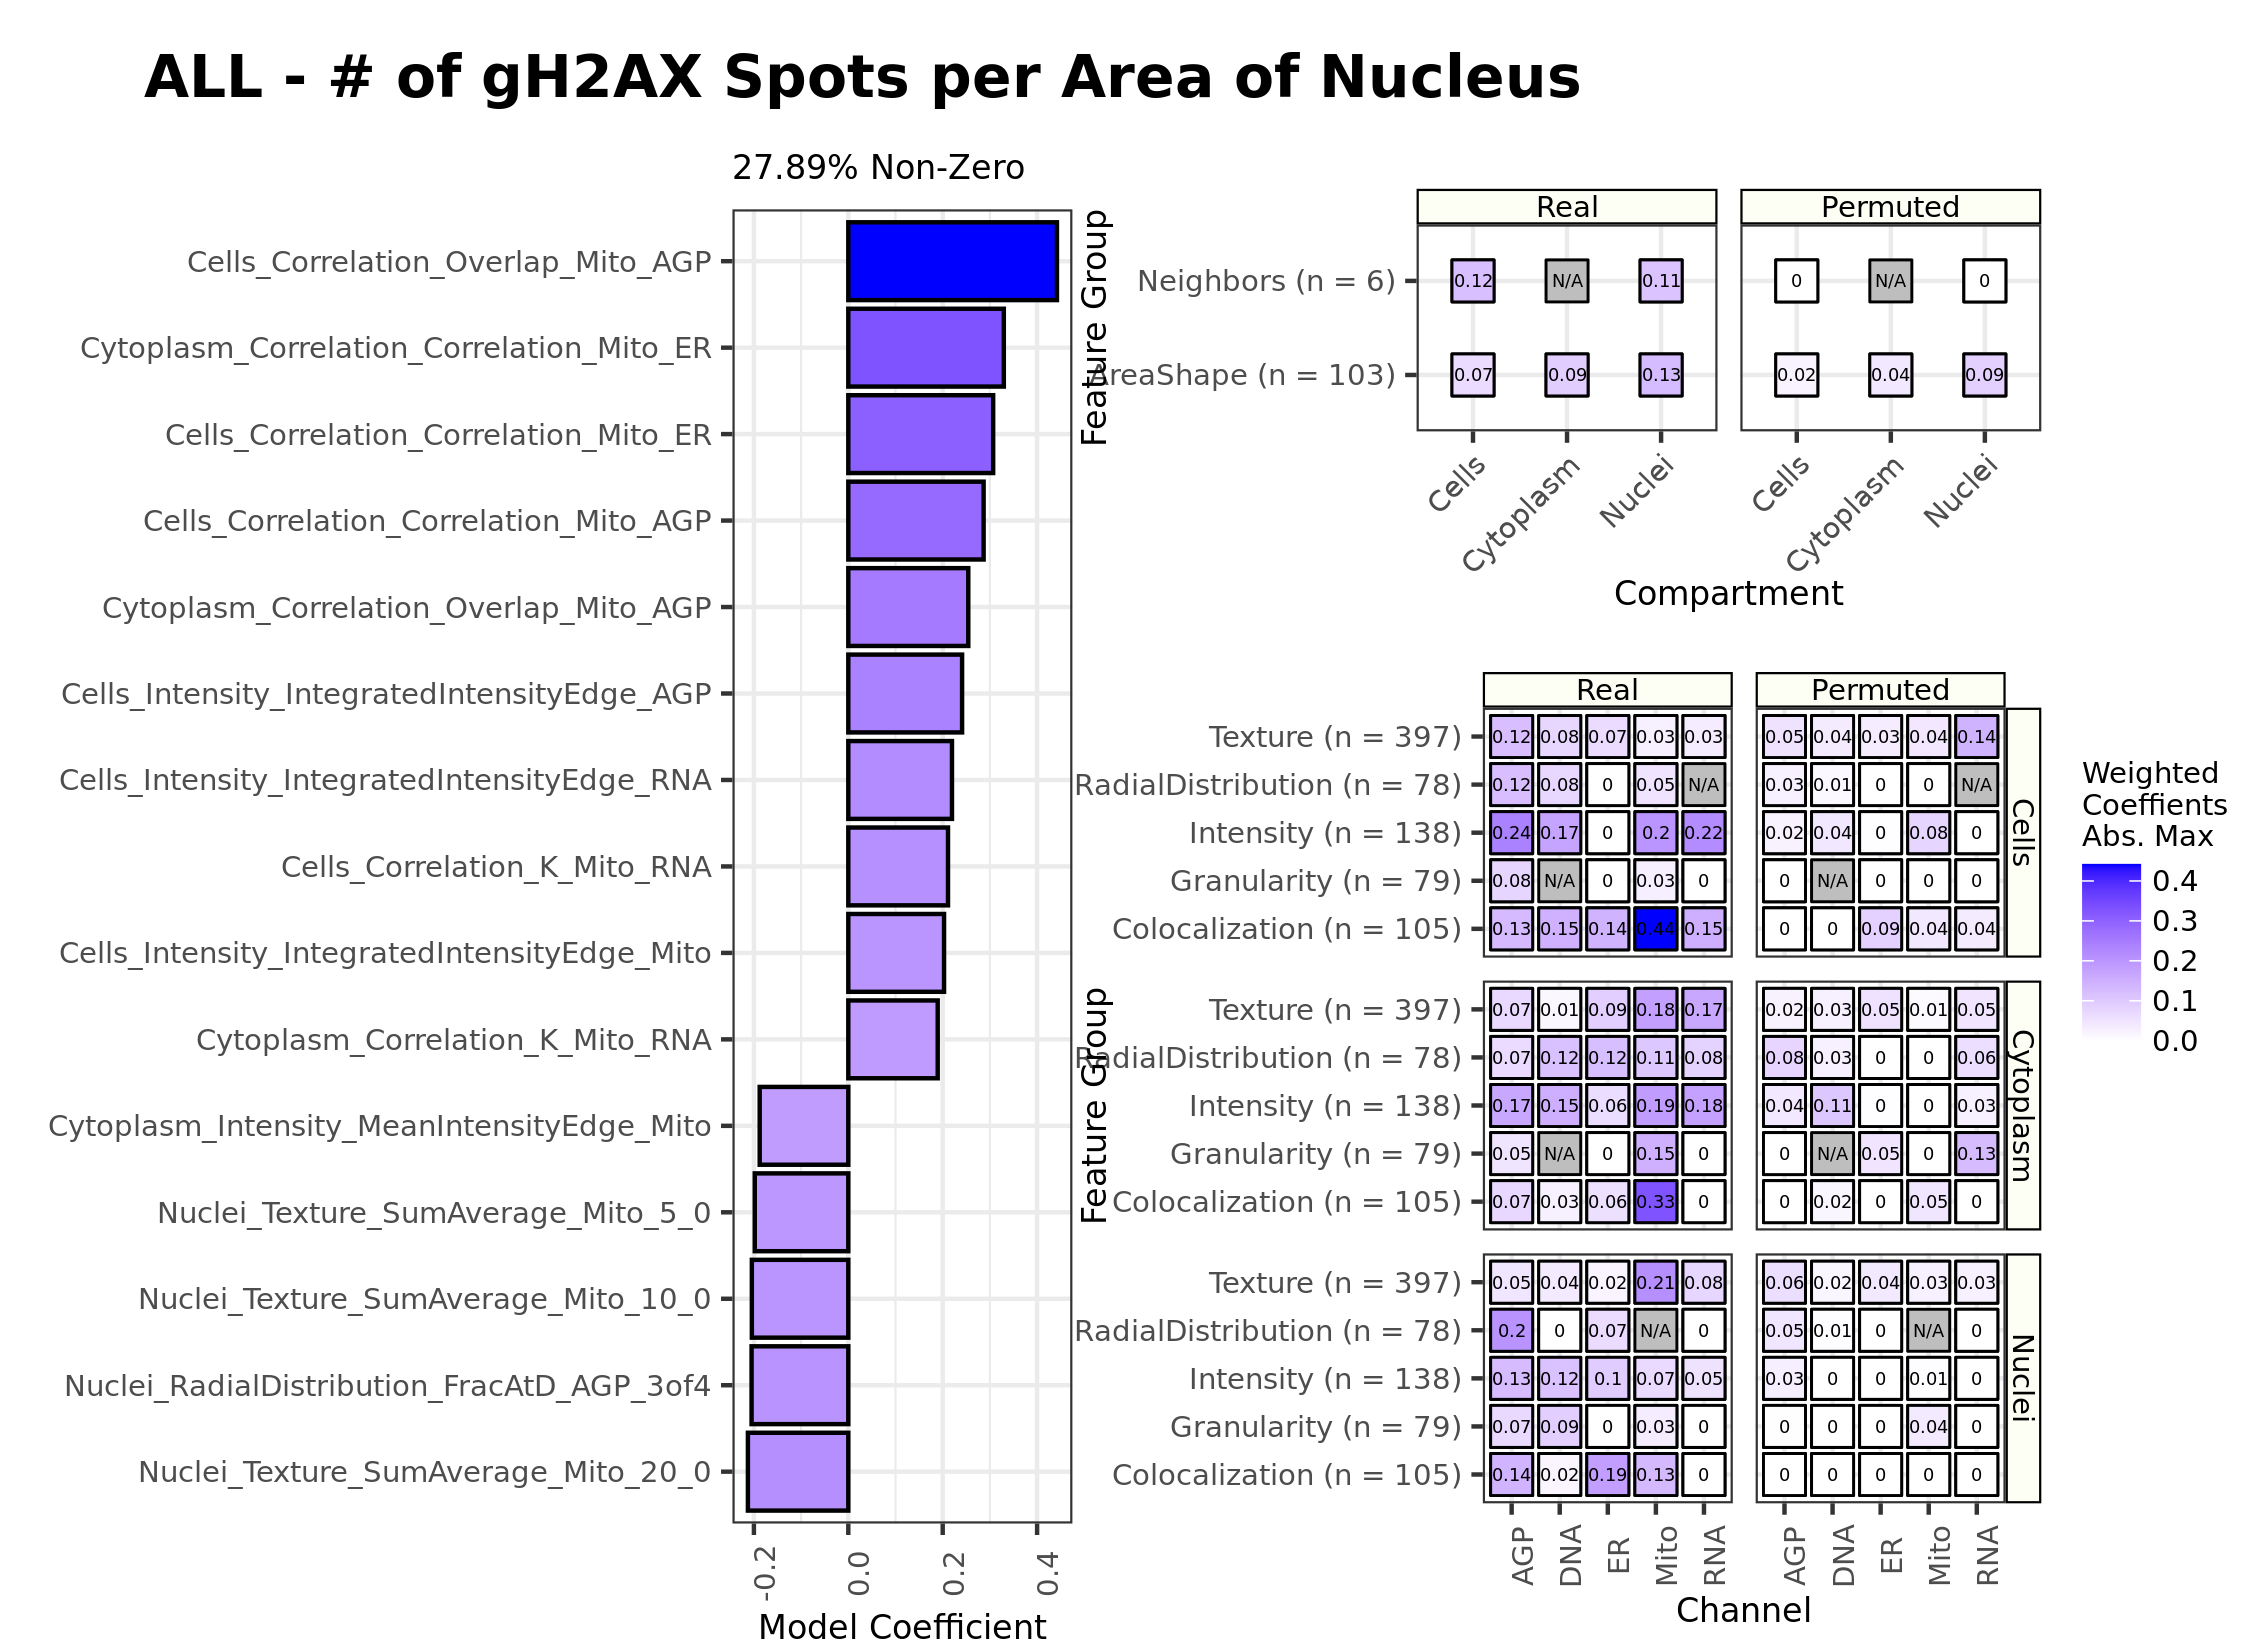 ALL - # of gH2AX Spots per Area of Nucleus
27.89% Non-Zero
Cells_Correlation_Overlap_Mito_AGP
Cytoplasm_Correlation_Correlation_Mito_ER
Cells_Correlation_Correlation_Mito_ER
Cells_Correlation_Correlation_Mito_AGP
Cytoplasm_Correlation_Overlap_Mito_AGP
Cells_Intensity_IntegratedIntensityEdge_AGP
Cells_Intensity_IntegratedIntensityEdge_RNA
Cells_Correlation_K_Mito_RNA
Cells_Intensity_IntegratedIntensityEdge_Mito
Cytoplasm_Correlation_K_Mito_RNA
Cytoplasm_Intensity_MeanIntensityEdge_Mito
Nuclei_Texture_SumAverage_Mito_5_0
Nuclei_Texture_SumAverage_Mito_10_0
Nuclei_RadialDistribution_FracAtD_AGP_3of4
Nuclei_Texture_SumAverage_Mito_20_0
-0.2 0.0 0.2 0.4
Model Coefficient
Feature Group
Real Permuted
Neighbors (n = 6) 0.12 N/A 0.11 0 N/A 0
AreaShape (n = 103) 0.07 0.09 0.13 0.02 0.04 0.09
Cells Cytoplasm Nuclei Cells Cytoplasm Nuclei
Compartment
Feature Group
Real Permuted
Texture (n = 397) 0.12 0.08 0.07 0.03 0.03 0.05 0.04 0.03 0.04 0.14
RadialDistribution (n = 78) 0.12 0.08 0 0.05 N/A 0.03 0.01 0 0 N/A
Intensity (n = 138) 0.24 0.17 0 0.2 0.22 0.02 0.04 0 0.08 0
Granularity (n = 79) 0.08 N/A 0 0.03 0 0 N/A 0 0 0
Colocalization (n = 105) 0.13 0.15 0.14 0.44 0.15 0 0 0.09 0.04 0.04
Cells
Texture (n = 397) 0.07 0.01 0.09 0.18 0.17 0.02 0.03 0.05 0.01 0.05
RadialDistribution (n = 78) 0.07 0.12 0.12 0.11 0.08 0.08 0.03 0 0 0.06
Intensity (n = 138) 0.17 0.15 0.06 0.19 0.18 0.04 0.11 0 0 0.03
Granularity (n = 79) 0.05 N/A 0 0.15 0 0 N/A 0.05 0 0.13
Colocalization (n = 105) 0.07 0.03 0.06 0.33 0 0 0.02 0 0.05 0
Cytoplasm
Texture (n = 397) 0.05 0.04 0.02 0.21 0.08 0.06 0.02 0.04 0.03 0.03
RadialDistribution (n = 78) 0.2 0 0.07 N/A 0 0.05 0.01 0 N/A 0
Intensity (n = 138) 0.13 0.12 0.1 0.07 0.05 0.03 0 0 0.01 0
Granularity (n = 79) 0.07 0.09 0 0.03 0 0 0 0 0.04 0
Colocalization (n = 105) 0.14 0.02 0.19 0.13 0 0 0 0 0 0
Nuclei
AGP DNA ER Mito RNA AGP DNA ER Mito RNA
Channel
Weighted
Coeffients
Abs. Max
0.4
0.3
0.2
0.1
0.0